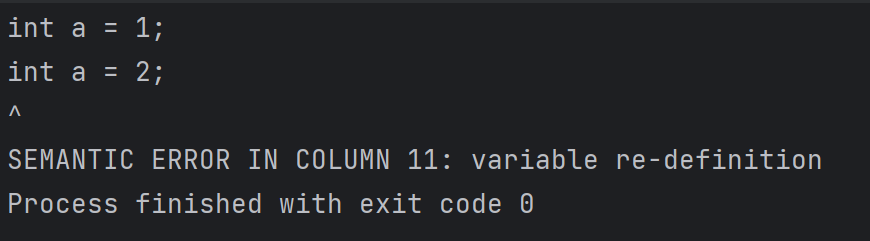 int a = 1;
int a = 2;
^
SEMANTIC ERROR IN COLUMN 11: variable re-definition
Process finished with exit code 0